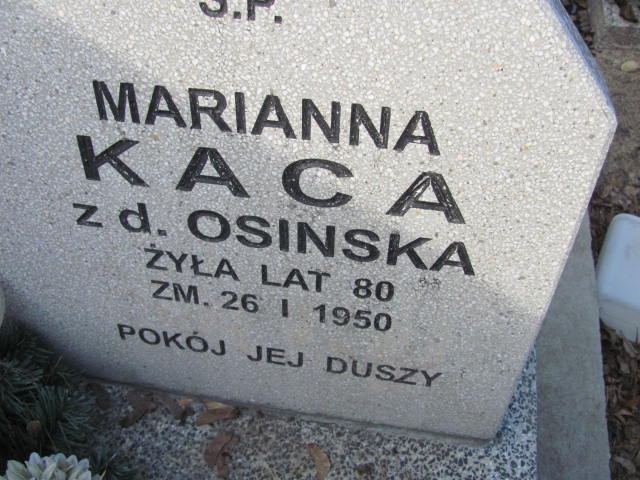 Ś.P.
MARIANNA
KACA
z d. OSINSKA
ŻYŁA LAT 80
ZM. 26 I 1950
POKÓJ JEJ DUSZY